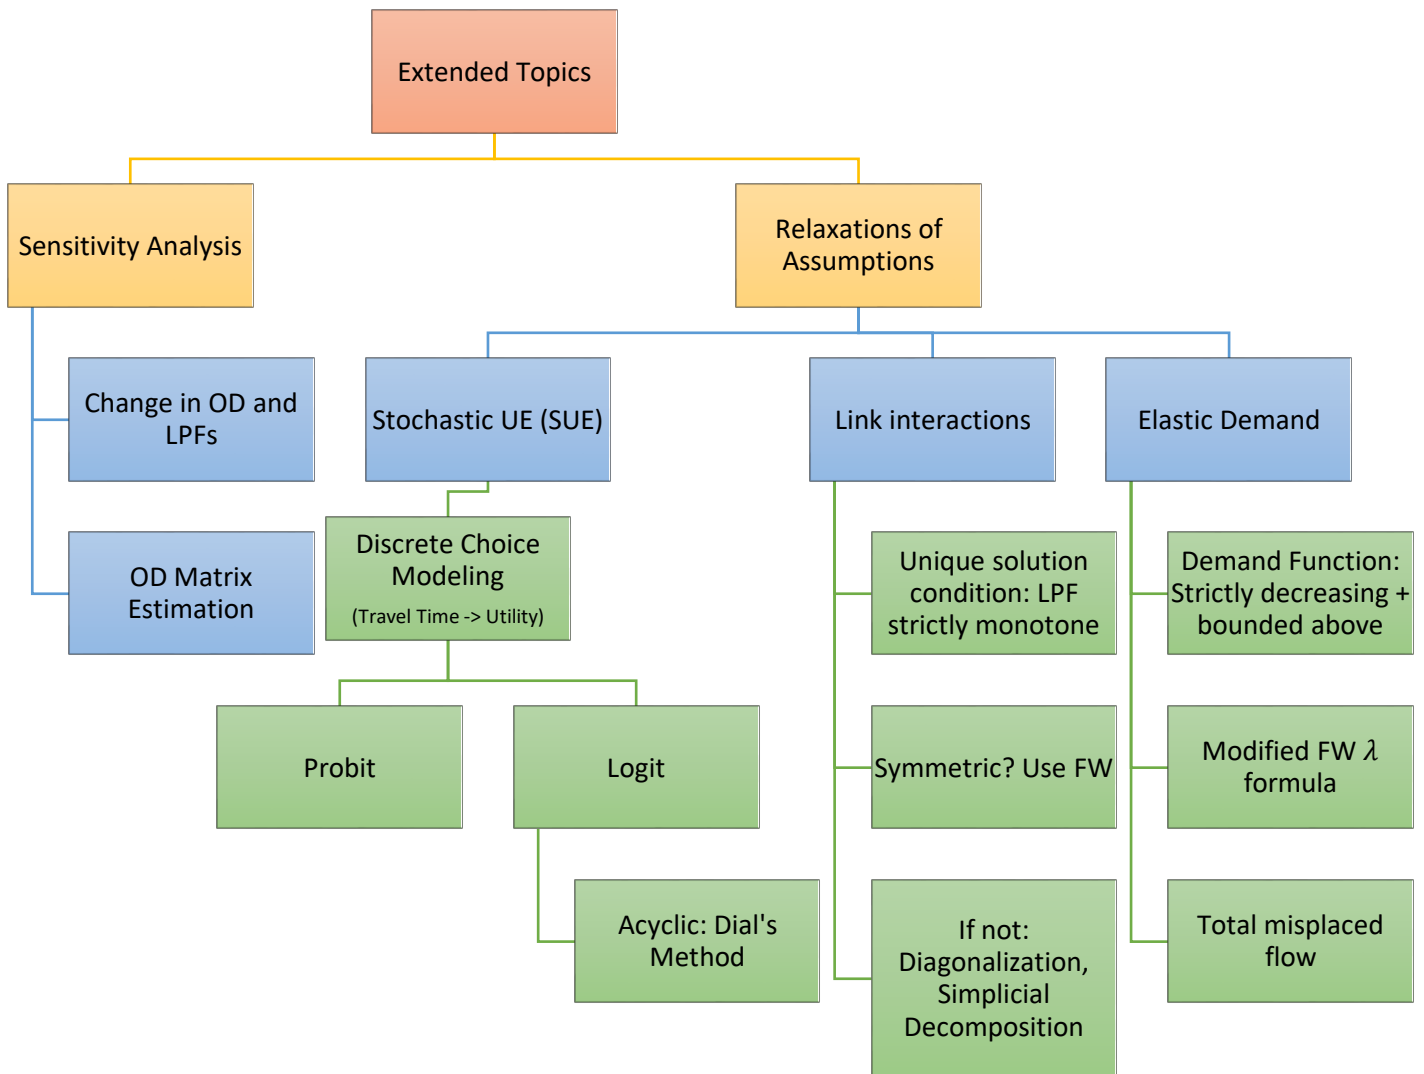 Extended Topics
Sensitivity Analysis
Relaxations of
Assumptions
Change in OD and
LPFs
OD Matrix
Estimation
Stochastic UE (SUE)
Discrete Choice
Modeling
(Travel Time -> Utility)
Probit
Logit
Acyclic: Dial's
Method
Link interactions
Unique solution
condition: LPF
strictly monotone
Symmetric? Use FW
If not:
Diagonalization,
Simplicial
Decomposition
Elastic Demand
Demand Function:
Strictly decreasing +
bounded above
Modified FW 𝜆
formula
Total misplaced
flow